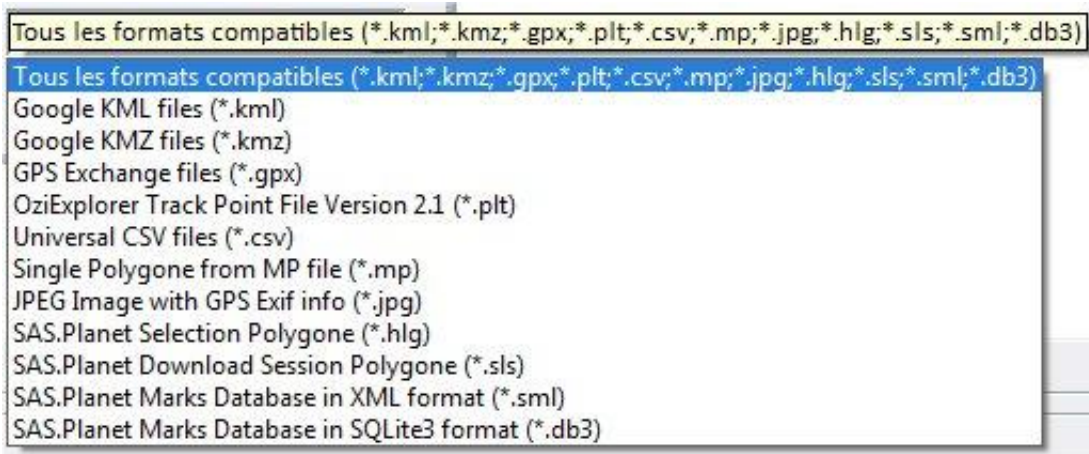 Tous les formats compatibles (*.kml;*.kmz;*.gpx;*.plt;*.csv;*.mp;*.jpg;*.hlg;*.sls;*.sml;*.db3)
Tous les formats compatibles (*.kml;*.kmz;*.gpx;*.plt;*.csv;*.mp;*.jpg;*.hlg;*.sls;*.sml;*.db3)
Google KML files (*.kml)
Google KMZ files (*.kmz)
GPS Exchange files (*.gpx)
OziExplorer Track Point File Version 2.1 (*.plt)
Universal CSV files (*.csv)
Single Polygone from MP file (*.mp)
JPEG Image with GPS Exif info (*.jpg)
SAS.Planet Selection Polygone (*.hlg)
SAS.Planet Download Session Polygone (*.sls)
SAS.Planet Marks Database in XML format (*.sml)
SAS.Planet Marks Database in SQLite3 format (*.db3)